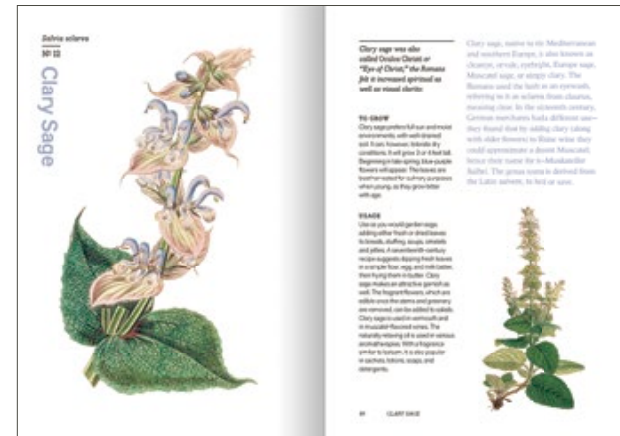 Salvia sclarea
Nº 12
Clary Sage
Clary sage was also
called Oculus Christi or
"Eye of Christ;" the Romans
felt it increased spiritual as
well as visual clarity.
TO GROW
Clary sage prefers full sun and moist
environments, with well-drained
soil. It can, however, tolerate dry
conditions. It will grow 3 or 4 feet tall.
Beginning in late spring, blue-purple
flowers will appear. The leaves are
best harvested for culinary purposes
when young, as they grow bitter
with age.
USAGE
Use as you would garden sage,
adding either fresh or dried leaves
to breads, stuffing, soups, omelets
and jellies. A seventeenth-century
recipe suggests dipping fresh leaves
in a simple flour, egg, and milk batter,
then frying them in butter. Clary
sage makes an attractive garnish as
well. The fragrant flowers, which are
edible once the stems and greenery
are removed, can be added to salads.
Clary sage is used in vermouth and
in muscatel-flavored wines. The
naturally relaxing oil is used in various
aromatherapies. With a fragrance
similar to balsam, it is also popular
in sachets, lotions, soaps, and
detergents.
Clary sage, native to the Mediterranean
and southern Europe, it also known as
cleareye, orvale, eyebright, Europe sage,
Muscatel sage, or simply clary. The
Romans used the herb as an eyewash,
referring to it as sclarea from clearus,
meaning clear. In the sixteenth century,
German merchants had a different use—
they found that by adding clary (along
with elder flowers) to Rhine wine they
could approximate a decent Muscatel;
hence their name for it–Muskateller
Salbei. The genus name is derived from
the Latin salvere, to heal or save.
CLARY SAGE